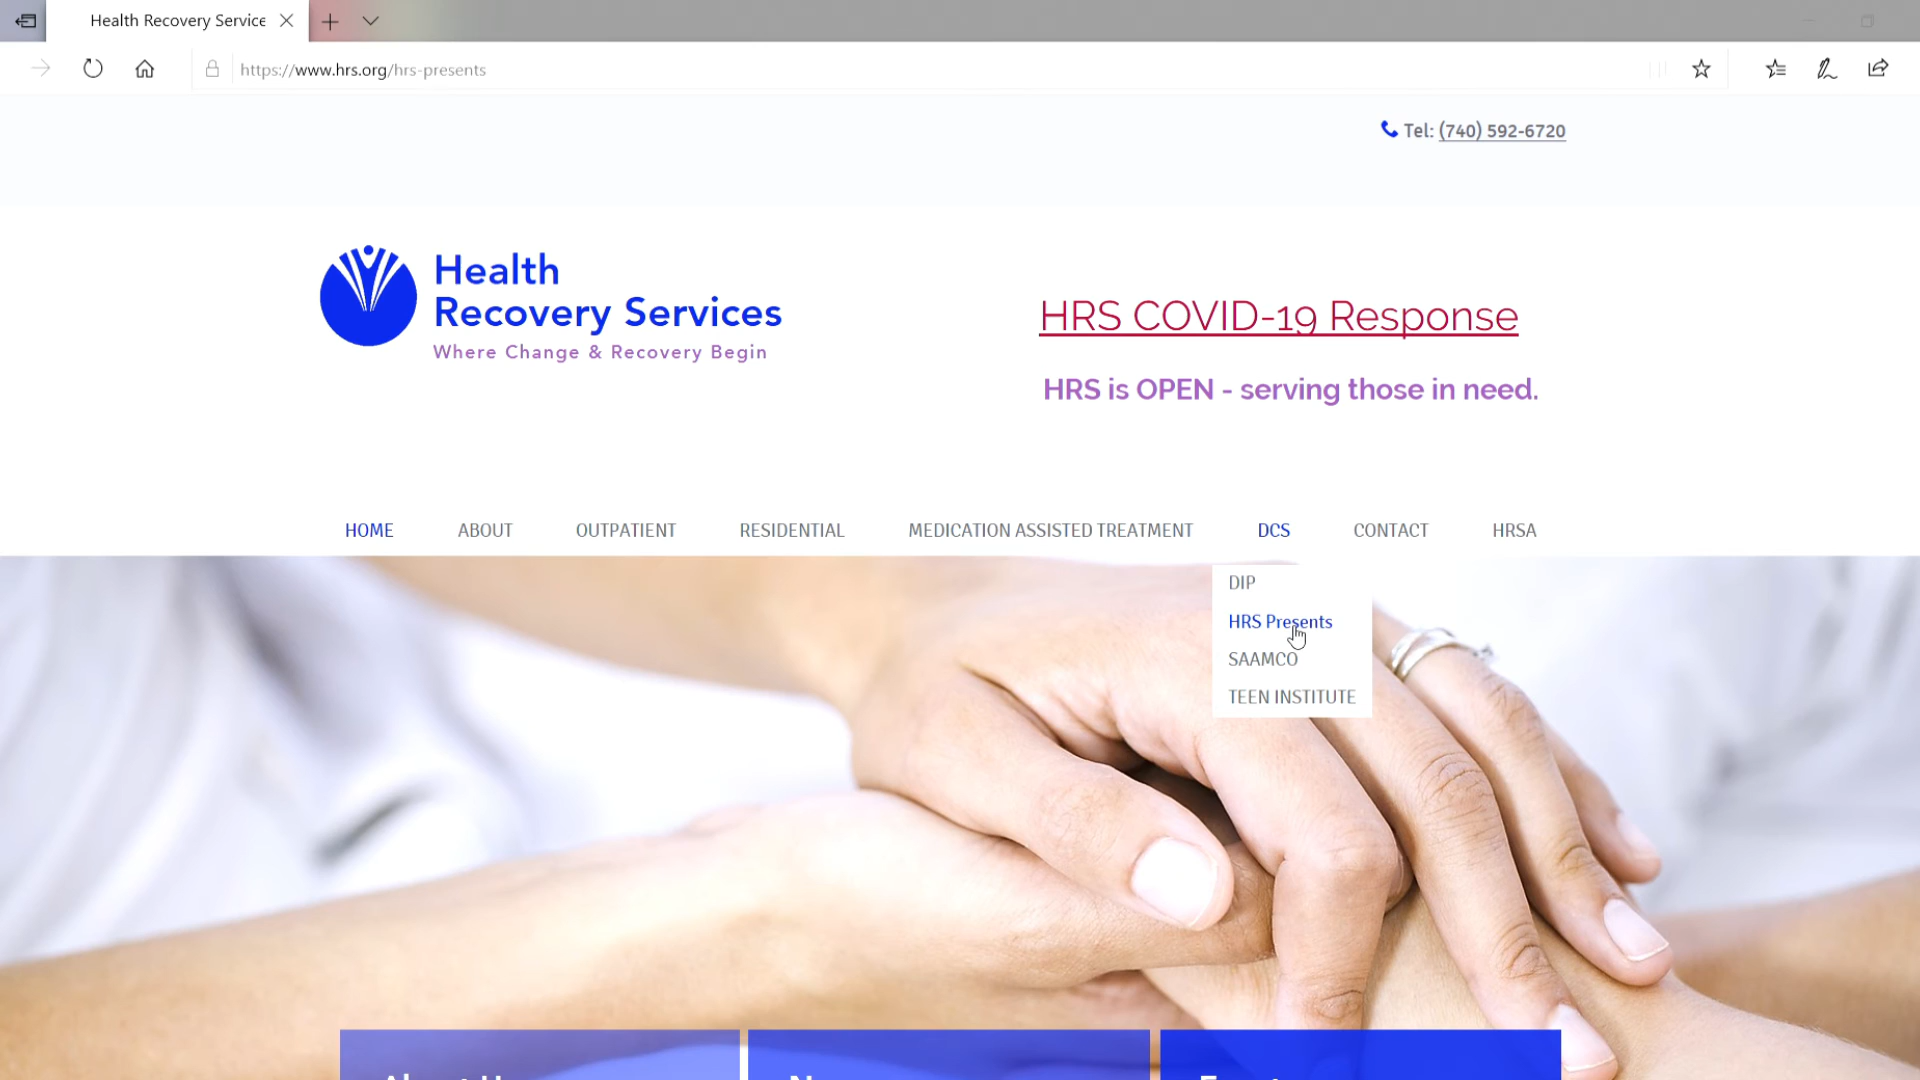 Health Recovery Service
https://www.hrs.org/hrs-presents
Tel: (740) 592-6720
Health
Recovery Services
Where Change & Recovery Begin
HRS COVID-19 Response
HRS is OPEN - serving those in need.
HOME ABOUT OUTPATIENT RESIDENTIAL MEDICATION ASSISTED TREATMENT DCS CONTACT HRSA
DIP
HRS Presents
SAAMCO
TEEN INSTITUTE